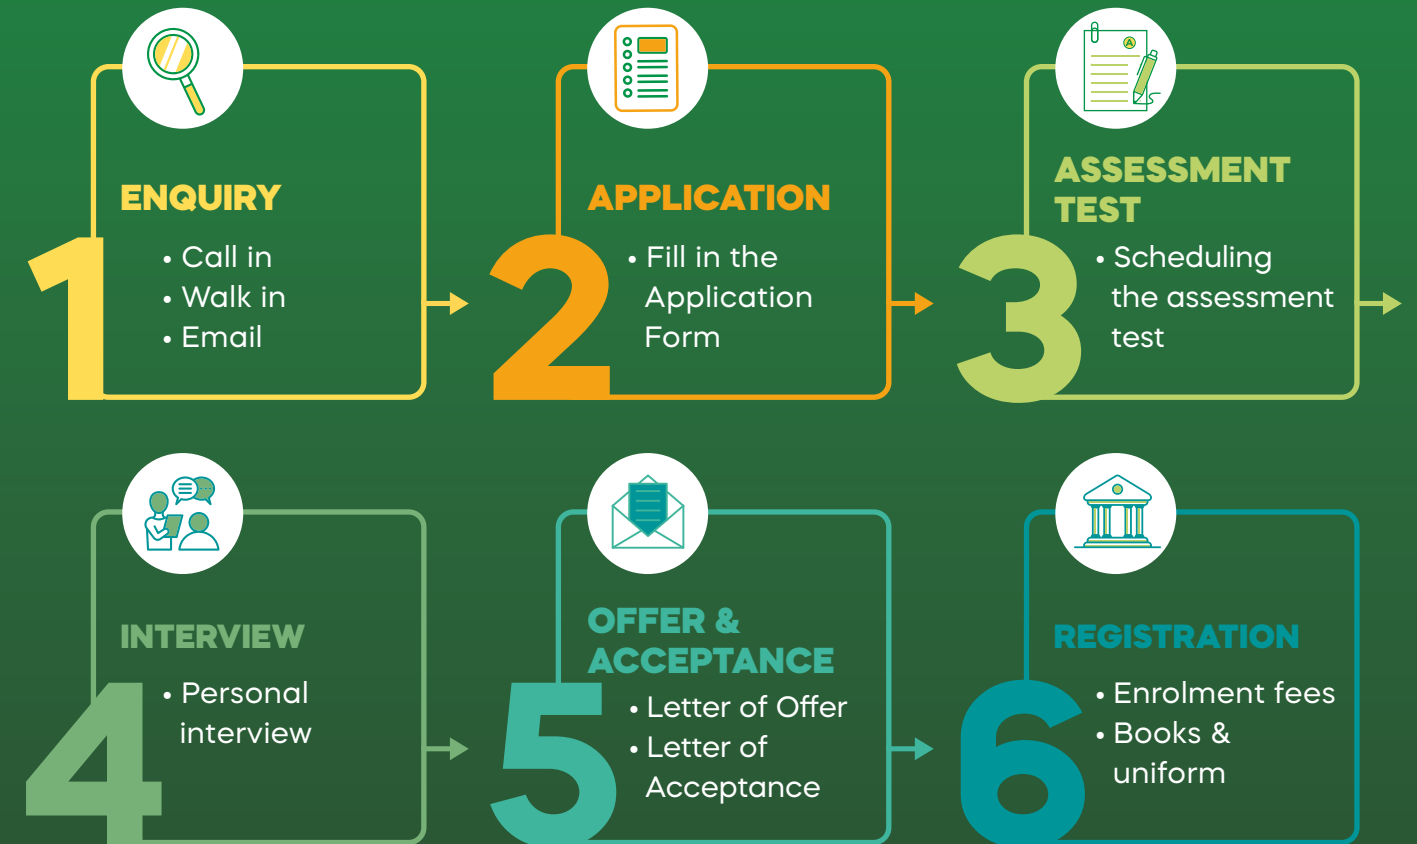 ENQUIRY
1
• Call in
• Walk in
• Email
APPLICATION
2
• Fill in the
Application
Form
A
ASSESSMENT
TEST
3
• Scheduling
the assessment
test
INTERVIEW
4
• Personal
interview
OFFER &
ACCEPTANCE
5
• Letter of Offer
• Letter of
Acceptance
REGISTRATION
6
• Enrolment fees
• Books &
uniform